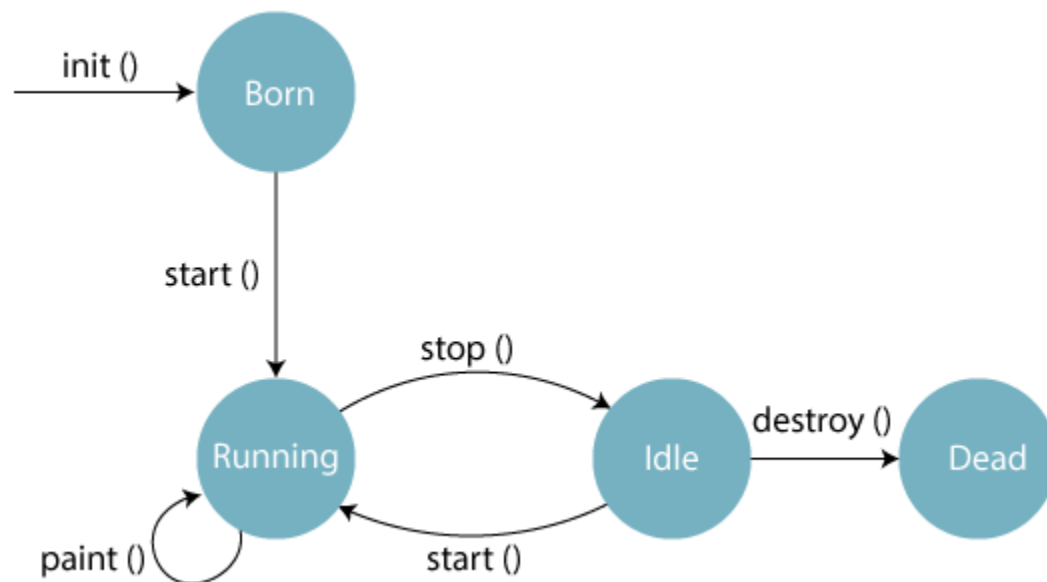 init ()
Born
start ()
stop ()
Running
Idle
destroy ()
Dead
paint ()
start ()